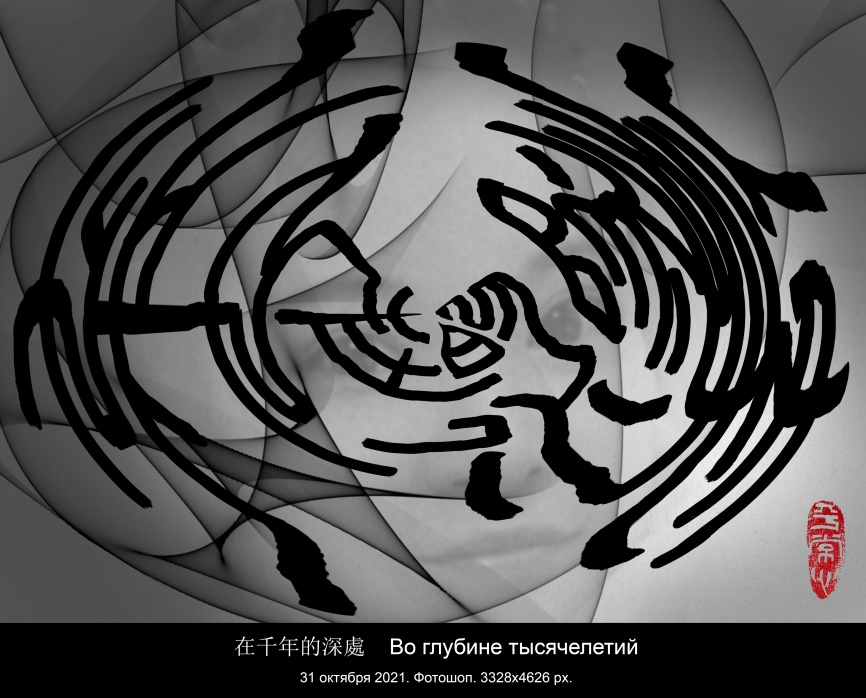 在千年的深處 Во глубине тысячелетий
31 октября 2021. Фотошоп. 3328x4626 px.